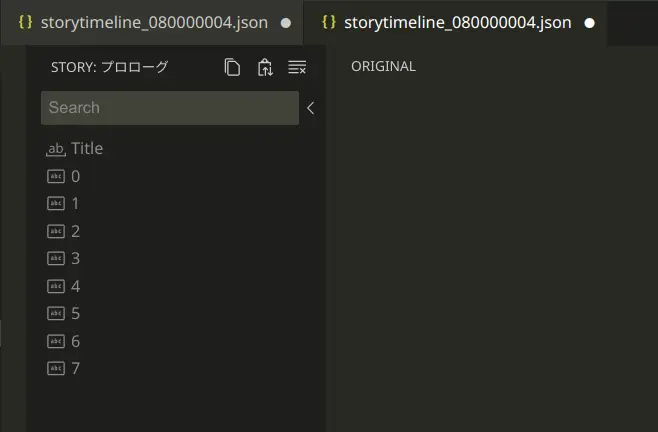 {} storytimeline_080000004.json
{} storytimeline_080000004.json
STORY: プロローグ
ORIGINAL
Search
ab Title
abc 0
abc 1
abc 2
abc 3
abc 4
abc 5
abc 6
abc 7